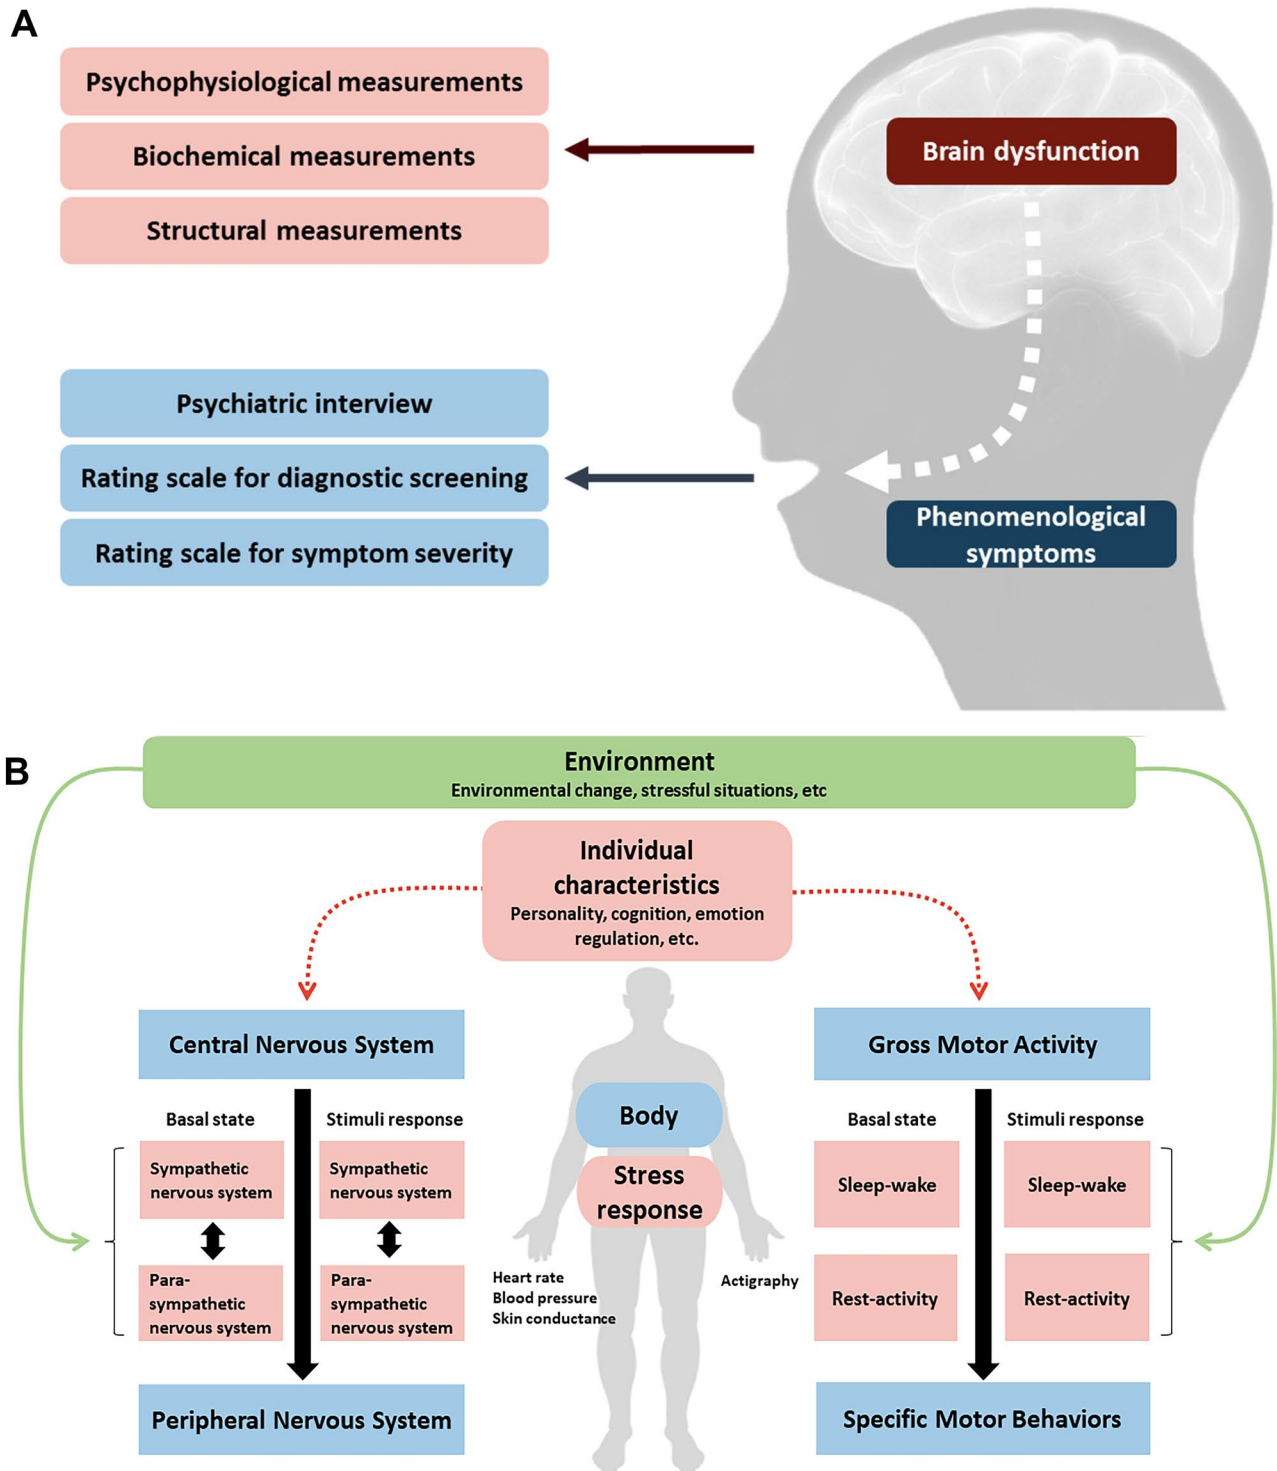 A
Psychophysiological measurements
Biochemical measurements
Structural measurements
Brain dysfunction
Psychiatric interview
Rating scale for diagnostic screening
Rating scale for symptom severity
Phenomenological
symptoms
B
Environment
Environmental change, stressful situations, etc
Individual
characteristics
Personality, cognition, emotion
regulation, etc.
Central Nervous System
Basal state
Stimuli response
Sympathetic
nervous system
Sympathetic
nervous system
Para-
sympathetic
nervous system
Para-
sympathetic
nervous system
Peripheral Nervous System
Body
Stress
response
Heart rate
Blood pressure
Skin conductance
Actigraphy
Gross Motor Activity
Basal state
Stimuli response
Sleep-wake
Sleep-wake
Rest-activity
Rest-activity
Specific Motor Behaviors